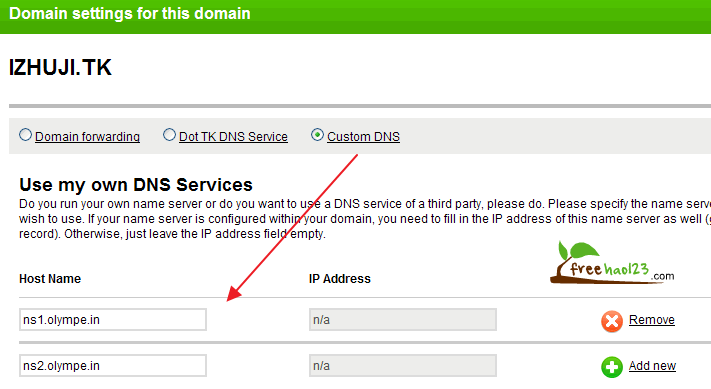 Domain settings for this domain
IZHUJI.TK
Domain forwarding Dot TK DNS Service Custom DNS
Use my own DNS Services
Do you run your own name server or do you want to use a DNS service of a third party, please do. Please specify the name serve
wish to use. If your name server is configured within your domain, you need to fill in the IP address of this name server as well (g
record). Otherwise, just leave the IP address field empty.
freehao123.com
Host Name IP Address
ns1.olympe.in n/a Remove
ns2.olympe.in n/a Add new